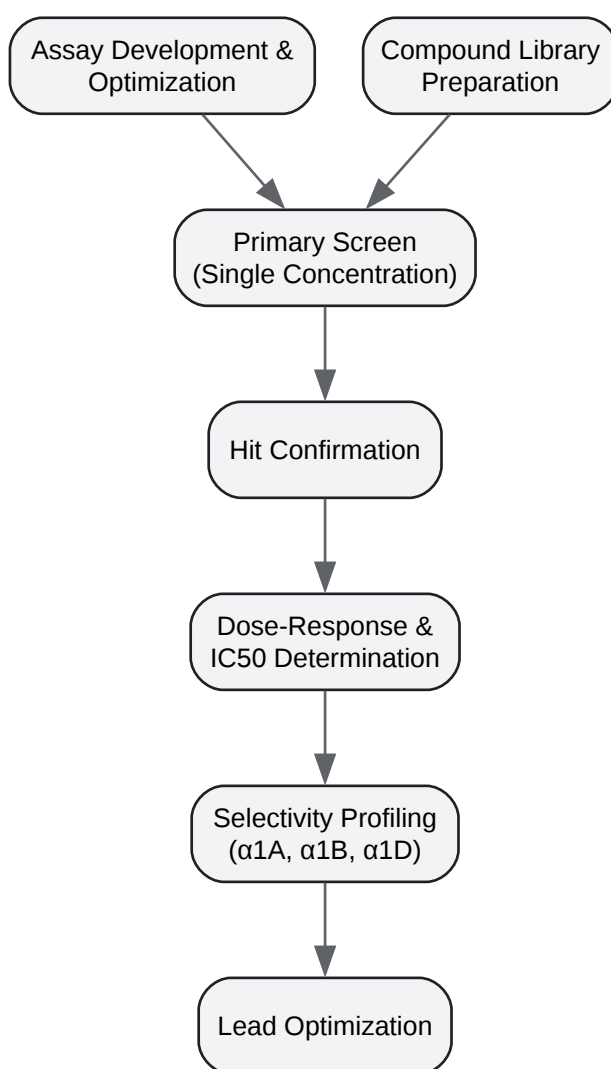 Assay Development &
Optimization
Compound Library
Preparation
Primary Screen
(Single Concentration)
Hit Confirmation
Dose-Response &
IC50 Determination
Selectivity Profiling
(α1A, α1B, α1D)
Lead Optimization